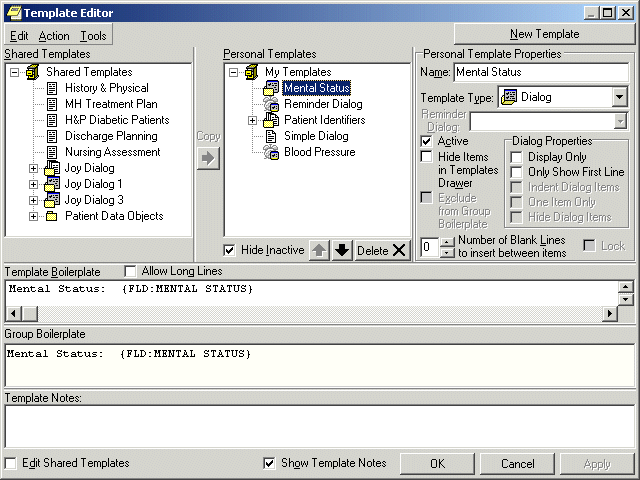 Template Editor
Edit Action Tools
New Template
Shared Templates
Shared Templates
History & Physical
MH Treatment Plan
H&P Diabetic Patients
Discharge Planning
Nursing Assessment
Joy Dialog
Joy Dialog 1
Joy Dialog 3
Patient Data Objects
Copy
Personal Templates
My Templates
Mental Status
Reminder Dialog
Patient Identifiers
Simple Dialog
Blood Pressure
Hide Inactive
Delete
Personal Template Properties
Name: Mental Status
Template Type: Dialog
Reminder
Dialog:
Active
Hide Items
in Templates
Drawer
Exclude
from Group
Boilerplate
Dialog Properties
Display Only
Only Show First Line
Indent Dialog Items
One Item Only
Hide Dialog Items
0 Number of Blank Lines
to insert between items
Lock
Template Boilerplate Allow Long Lines
Mental Status: {FLD:MENTAL STATUS}
Group Boilerplate
Mental Status: {FLD:MENTAL STATUS}
Template Notes:
Edit Shared Templates Show Template Notes OK Cancel Apply